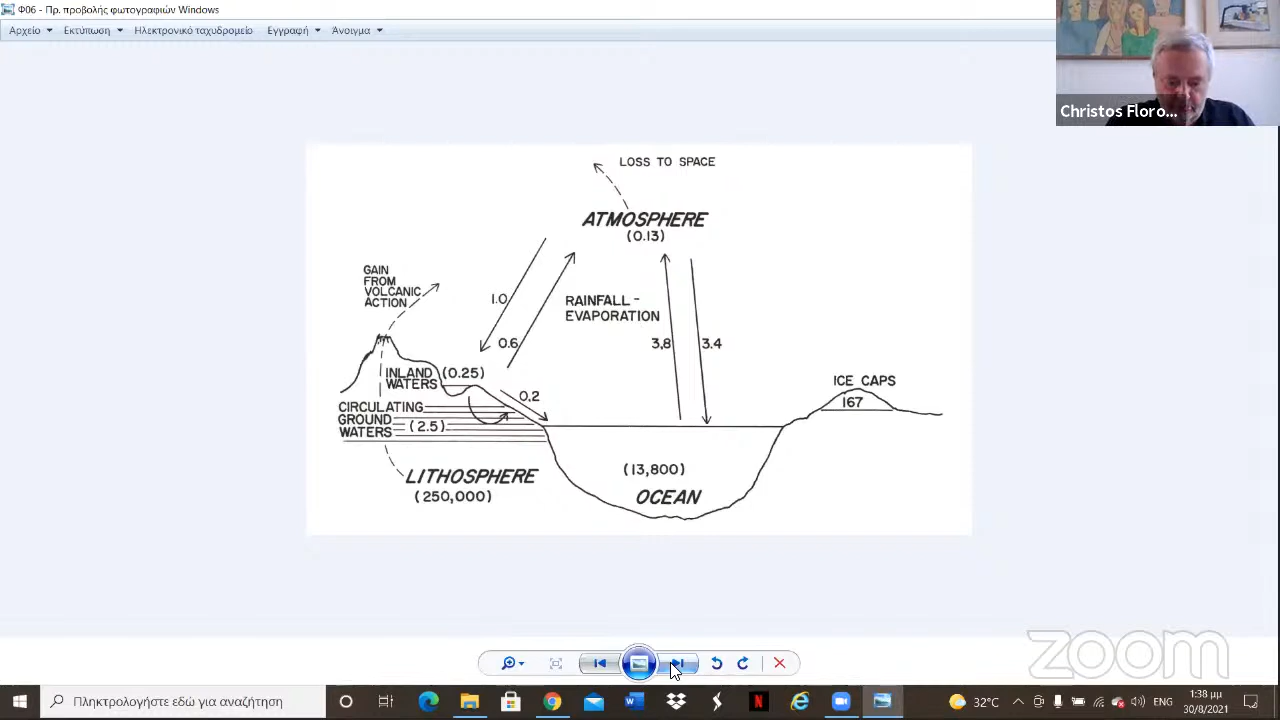 Φ06 - Πρ. προβολής φωτογραφιών Windows
Αρχείο Εκτύπωση Ηλεκτρονικό ταχυδρομείο Εγγραφή Άνοιγμα
Christos Floro...
LOSS TO SPACE
ATMOSPHERE
(0.13)
GAIN
FROM
VOLCANIC
ACTION
1.0
RAINFALL -
EVAPORATION
0.6
3,8
3.4
INLAND (0.25)
WATERS
0.2
ICE CAPS
167
CIRCULATING
GROUND
WATERS (2.5)
LITHOSPHERE
(250,000)
(13,800)
OCEAN
zoom
Πληκτρολογήστε εδώ για αναζήτηση
32°C
ENG
1:38 μμ
30/8/2021